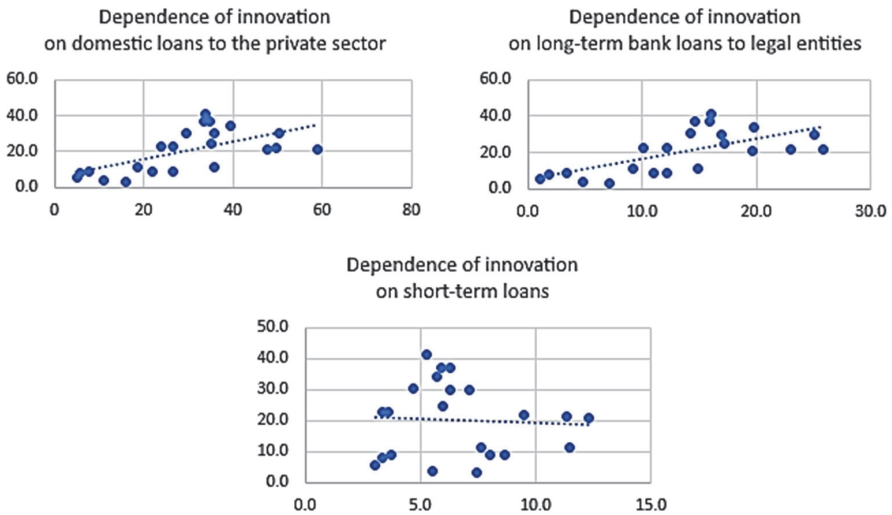 Dependence of innovation
on domestic loans to the private sector
60.0
40.0
20.0
0.0
0 20 40 60 80
Dependence of innovation
on long-term bank loans to legal entities
60.0
40.0
20.0
0.0
0.0 10.0 20.0 30.0
Dependence of innovation
on short-term loans
50.0
40.0
30.0
20.0
10.0
0.0
0.0 5.0 10.0 15.0